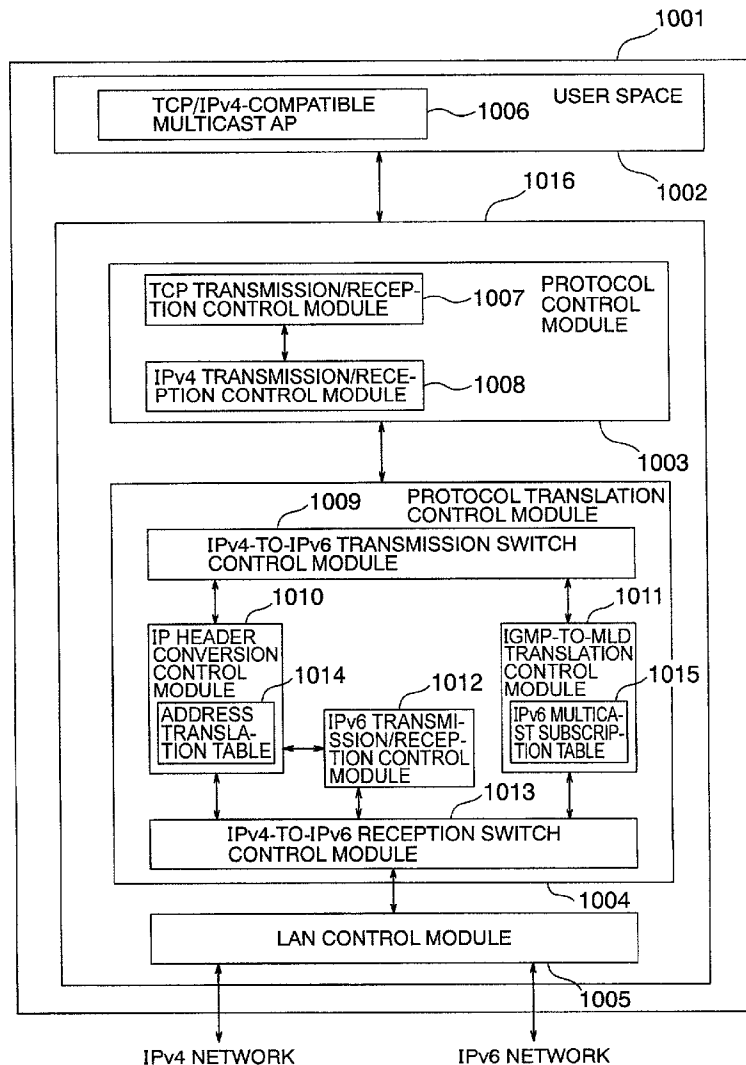 1001
TCP/IPv4-COMPATIBLE
MULTICAST AP
1006
USER SPACE
1002
1016
TCP TRANSMISSION/RECEP-
TION CONTROL MODULE
1007
PROTOCOL
CONTROL
MODULE
IPv4 TRANSMISSION/RECE-
PTION CONTROL MODULE
1008
1003
1009
PROTOCOL TRANSLATION
CONTROL MODULE
IPv4-TO-IPv6 TRANSMISSION SWITCH
CONTROL MODULE
1010
1011
IP HEADER
CONVERSION
CONTROL
MODULE
1014
ADDRESS
TRANSLA-
TION TABLE
1012
IPv6 TRANSMIS-
SION/RECEPTION CONTROL
MODULE
IGMP-TO-MLD
TRANSLATION
CONTROL
MODULE
1015
IPv6 MULTICA-
ST SUBSCRIP-
TION TABLE
1013
IPv4-TO-IPv6 RECEPTION SWITCH
CONTROL MODULE
1004
LAN CONTROL MODULE
1005
IPv4 NETWORK
IPv6 NETWORK